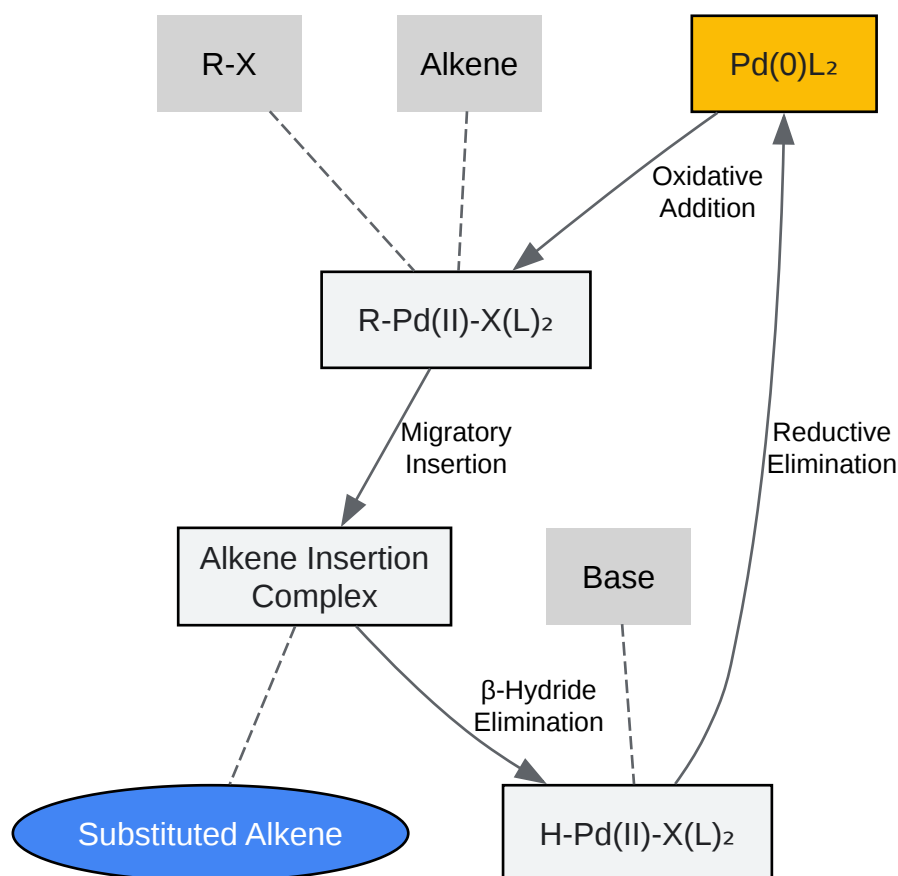 R-X
Alkene
Pd(0)L₂
Oxidative
Addition
R-Pd(II)-X(L)₂
Migratory
Insertion
Reductive
Elimination
Alkene Insertion
Complex
Base
β-Hydride
Elimination
Substituted Alkene
H-Pd(II)-X(L)₂